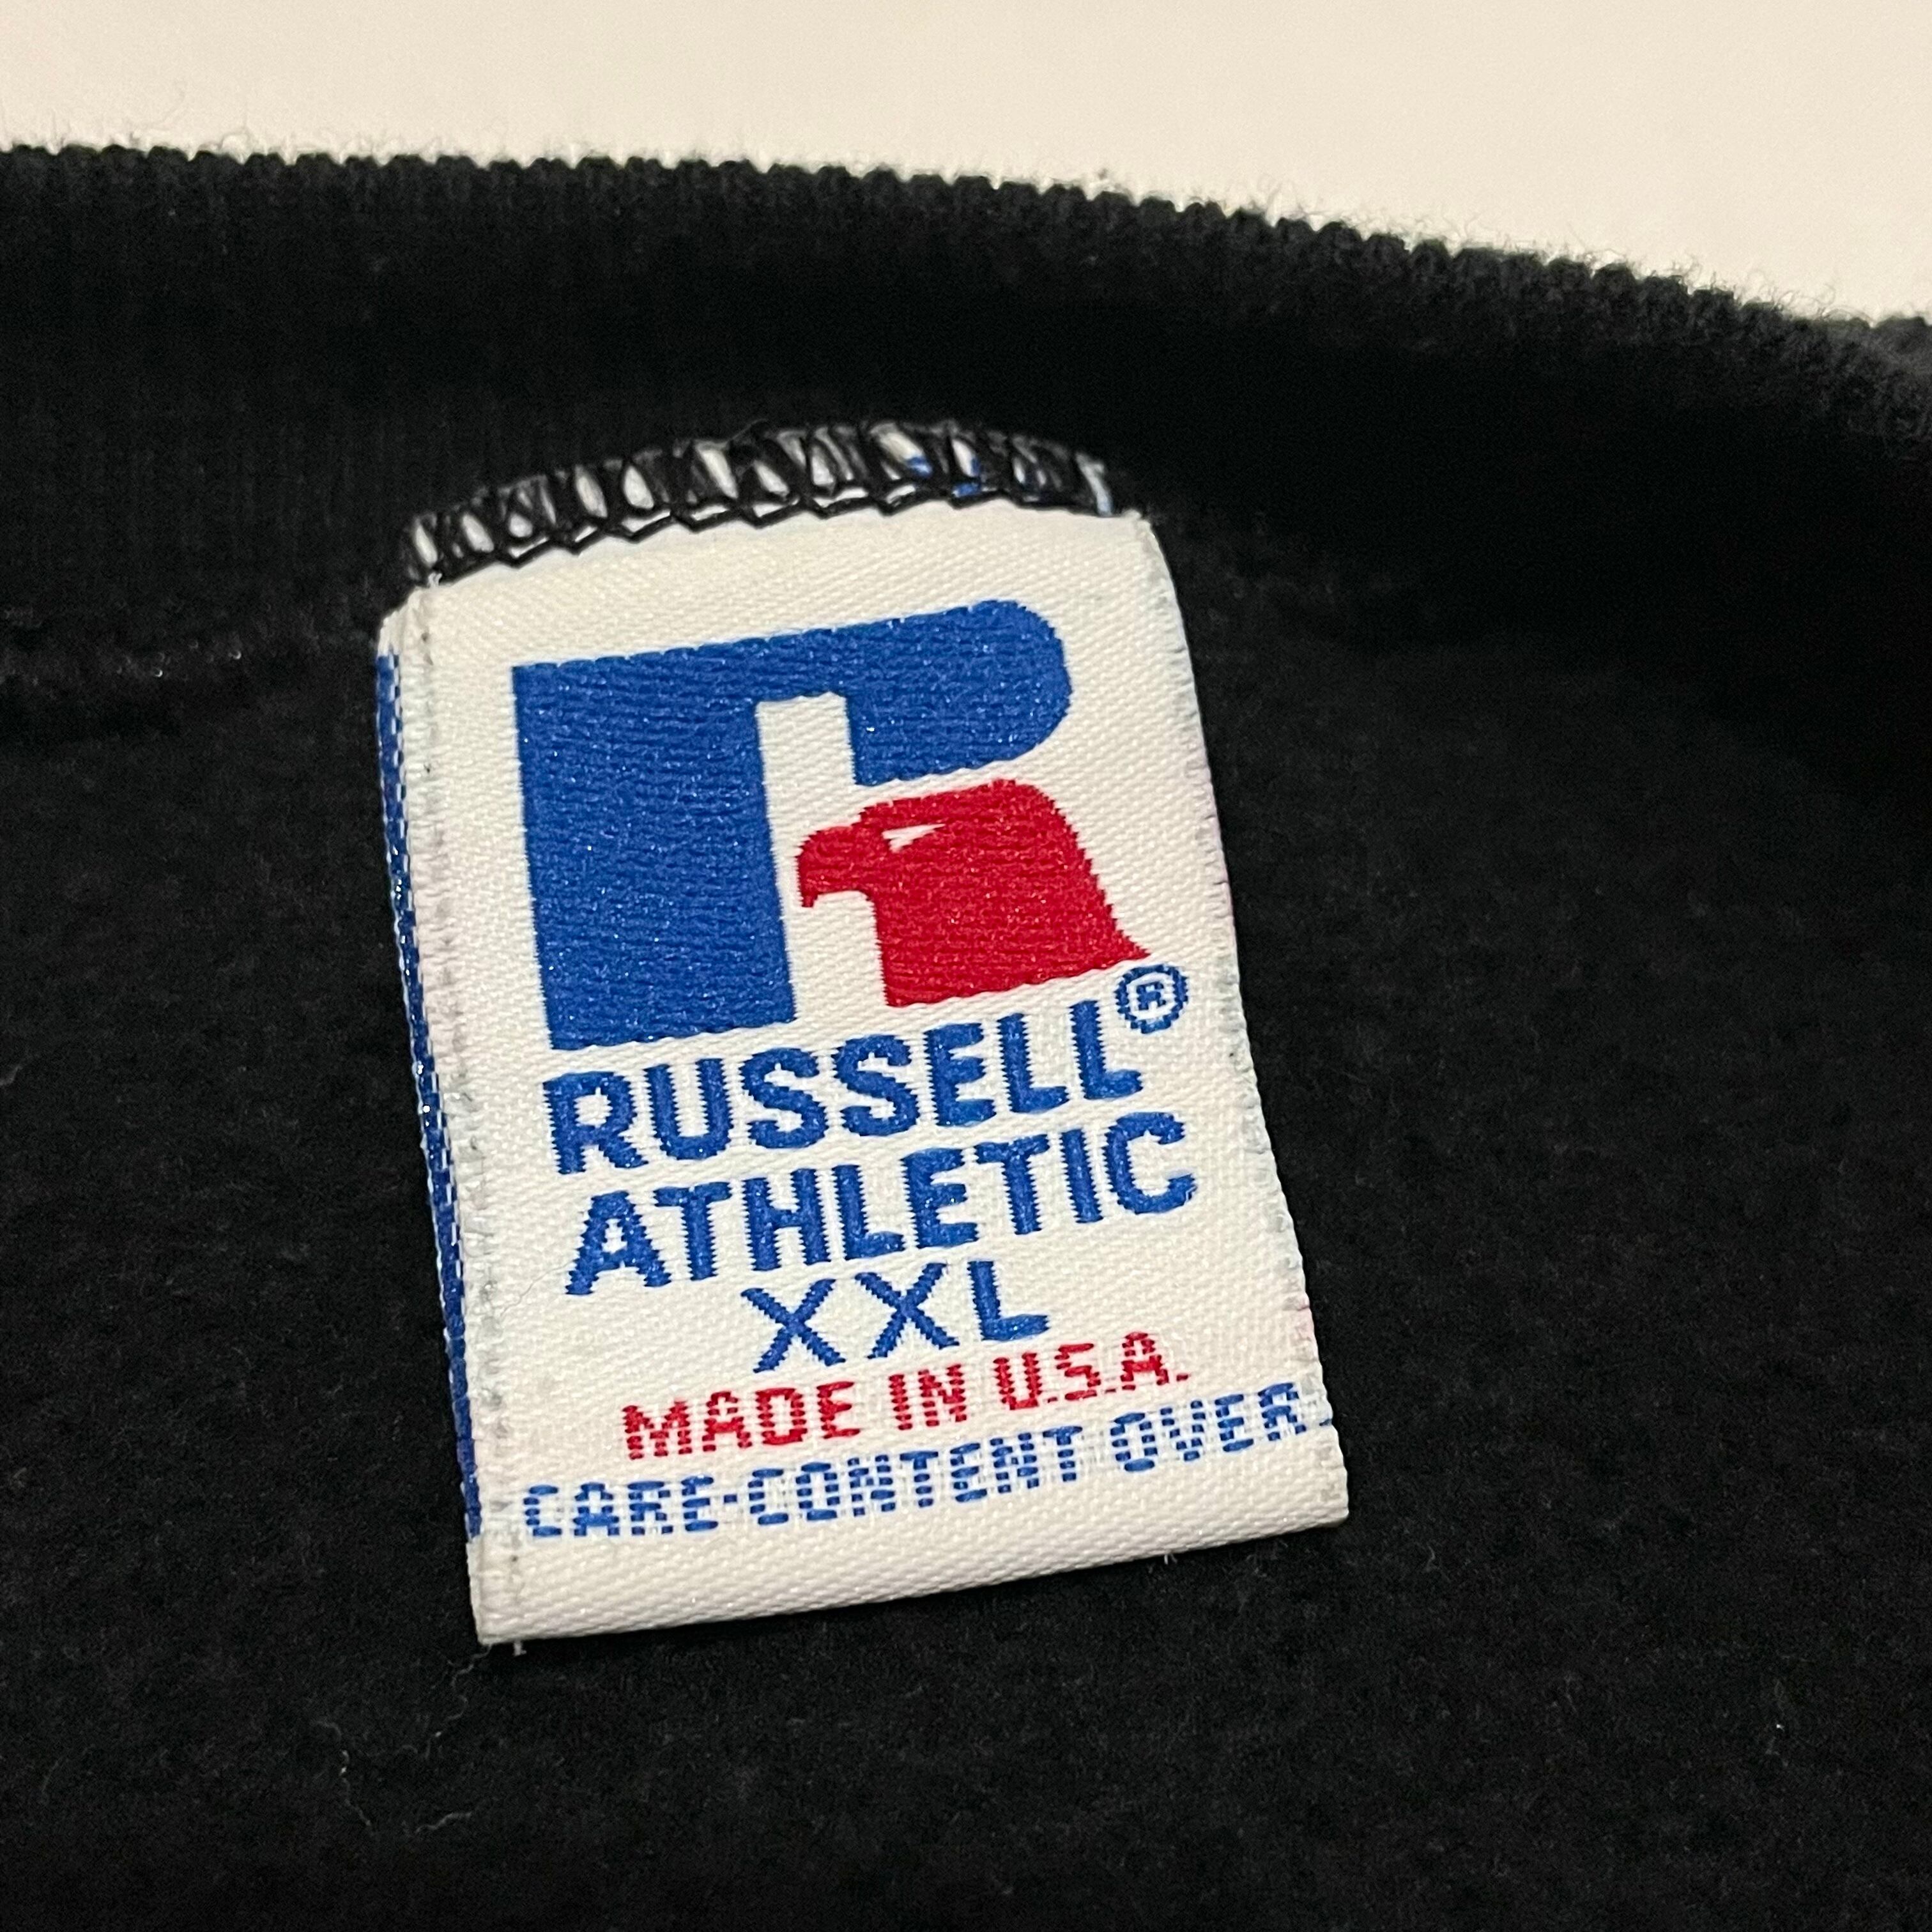 R
RUSSELL®
ATHLETIC
XXL
MADE IN U.S.A.
CARE-CONTENT OVER